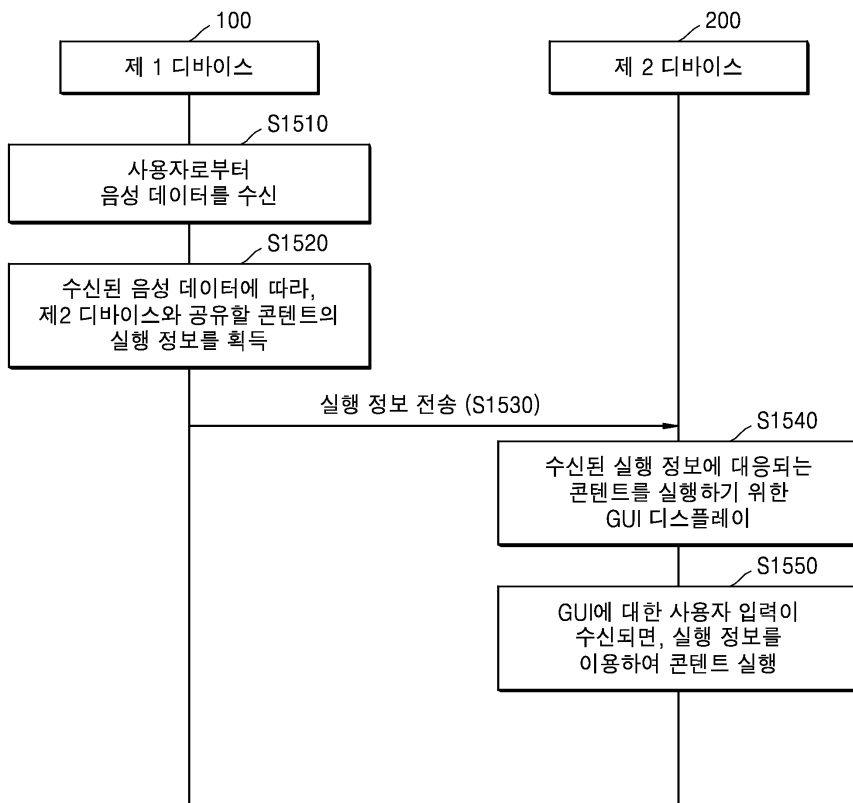 100
200
제 1 디바이스
제 2 디바이스
S1510
사용자로부터
음성 데이터를 수신
S1520
수신된 음성 데이터에 따라,
제2 디바이스와 공유할 콘텐트의
실행 정보를 획득
실행 정보 전송 (S1530)
S1540
수신된 실행 정보에 대응되는
콘텐트를 실행하기 위한
GUI 디스플레이
S1550
GUI에 대한 사용자 입력이
수신되면, 실행 정보를
이용하여 콘텐트 실행